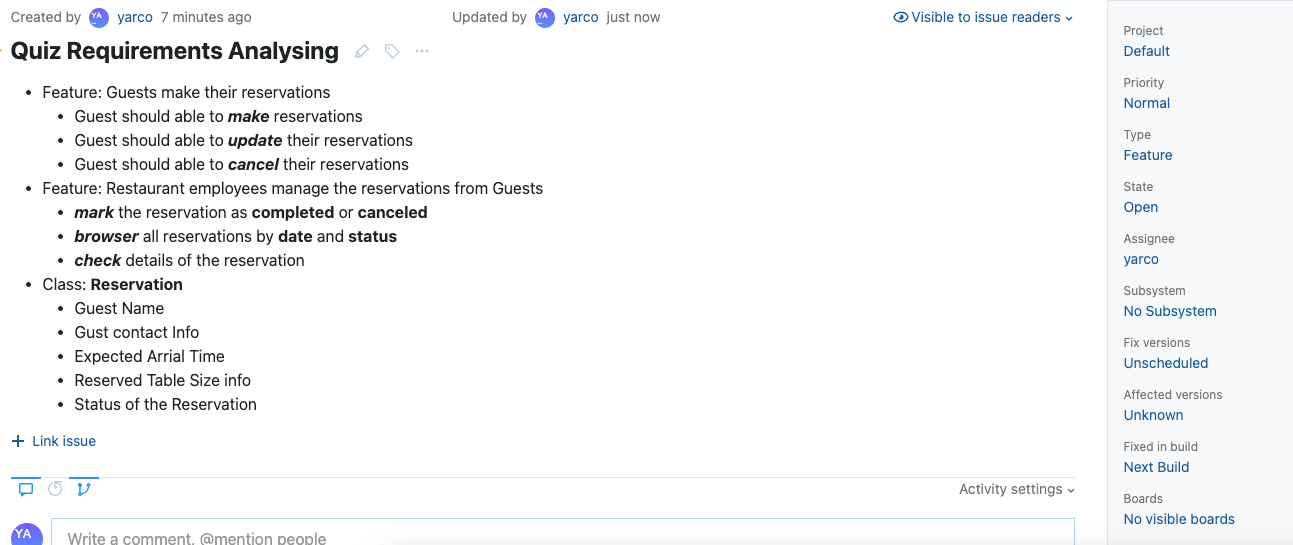 Created by YA yarco 7 minutes ago Updated by YA yarco just now Visible to issue readers
Quiz Requirements Analysing
• Feature: Guests make their reservations
• Guest should able to make reservations
• Guest should able to update their reservations
• Guest should able to cancel their reservations
• Feature: Restaurant employees manage the reservations from Guests
• mark the reservation as completed or canceled
• browser all reservations by date and status
• check details of the reservation
• Class: Reservation
• Guest Name
• Gust contact Info
• Expected Arrial Time
• Reserved Table Size info
• Status of the Reservation
+ Link issue
Activity settings
YA Write a comment, @mention people
Project
Default
Priority
Normal
Type
Feature
State
Open
Assignee
yarco
Subsystem
No Subsystem
Fix versions
Unscheduled
Affected versions
Unknown
Fixed in build
Next Build
Boards
No visible boards